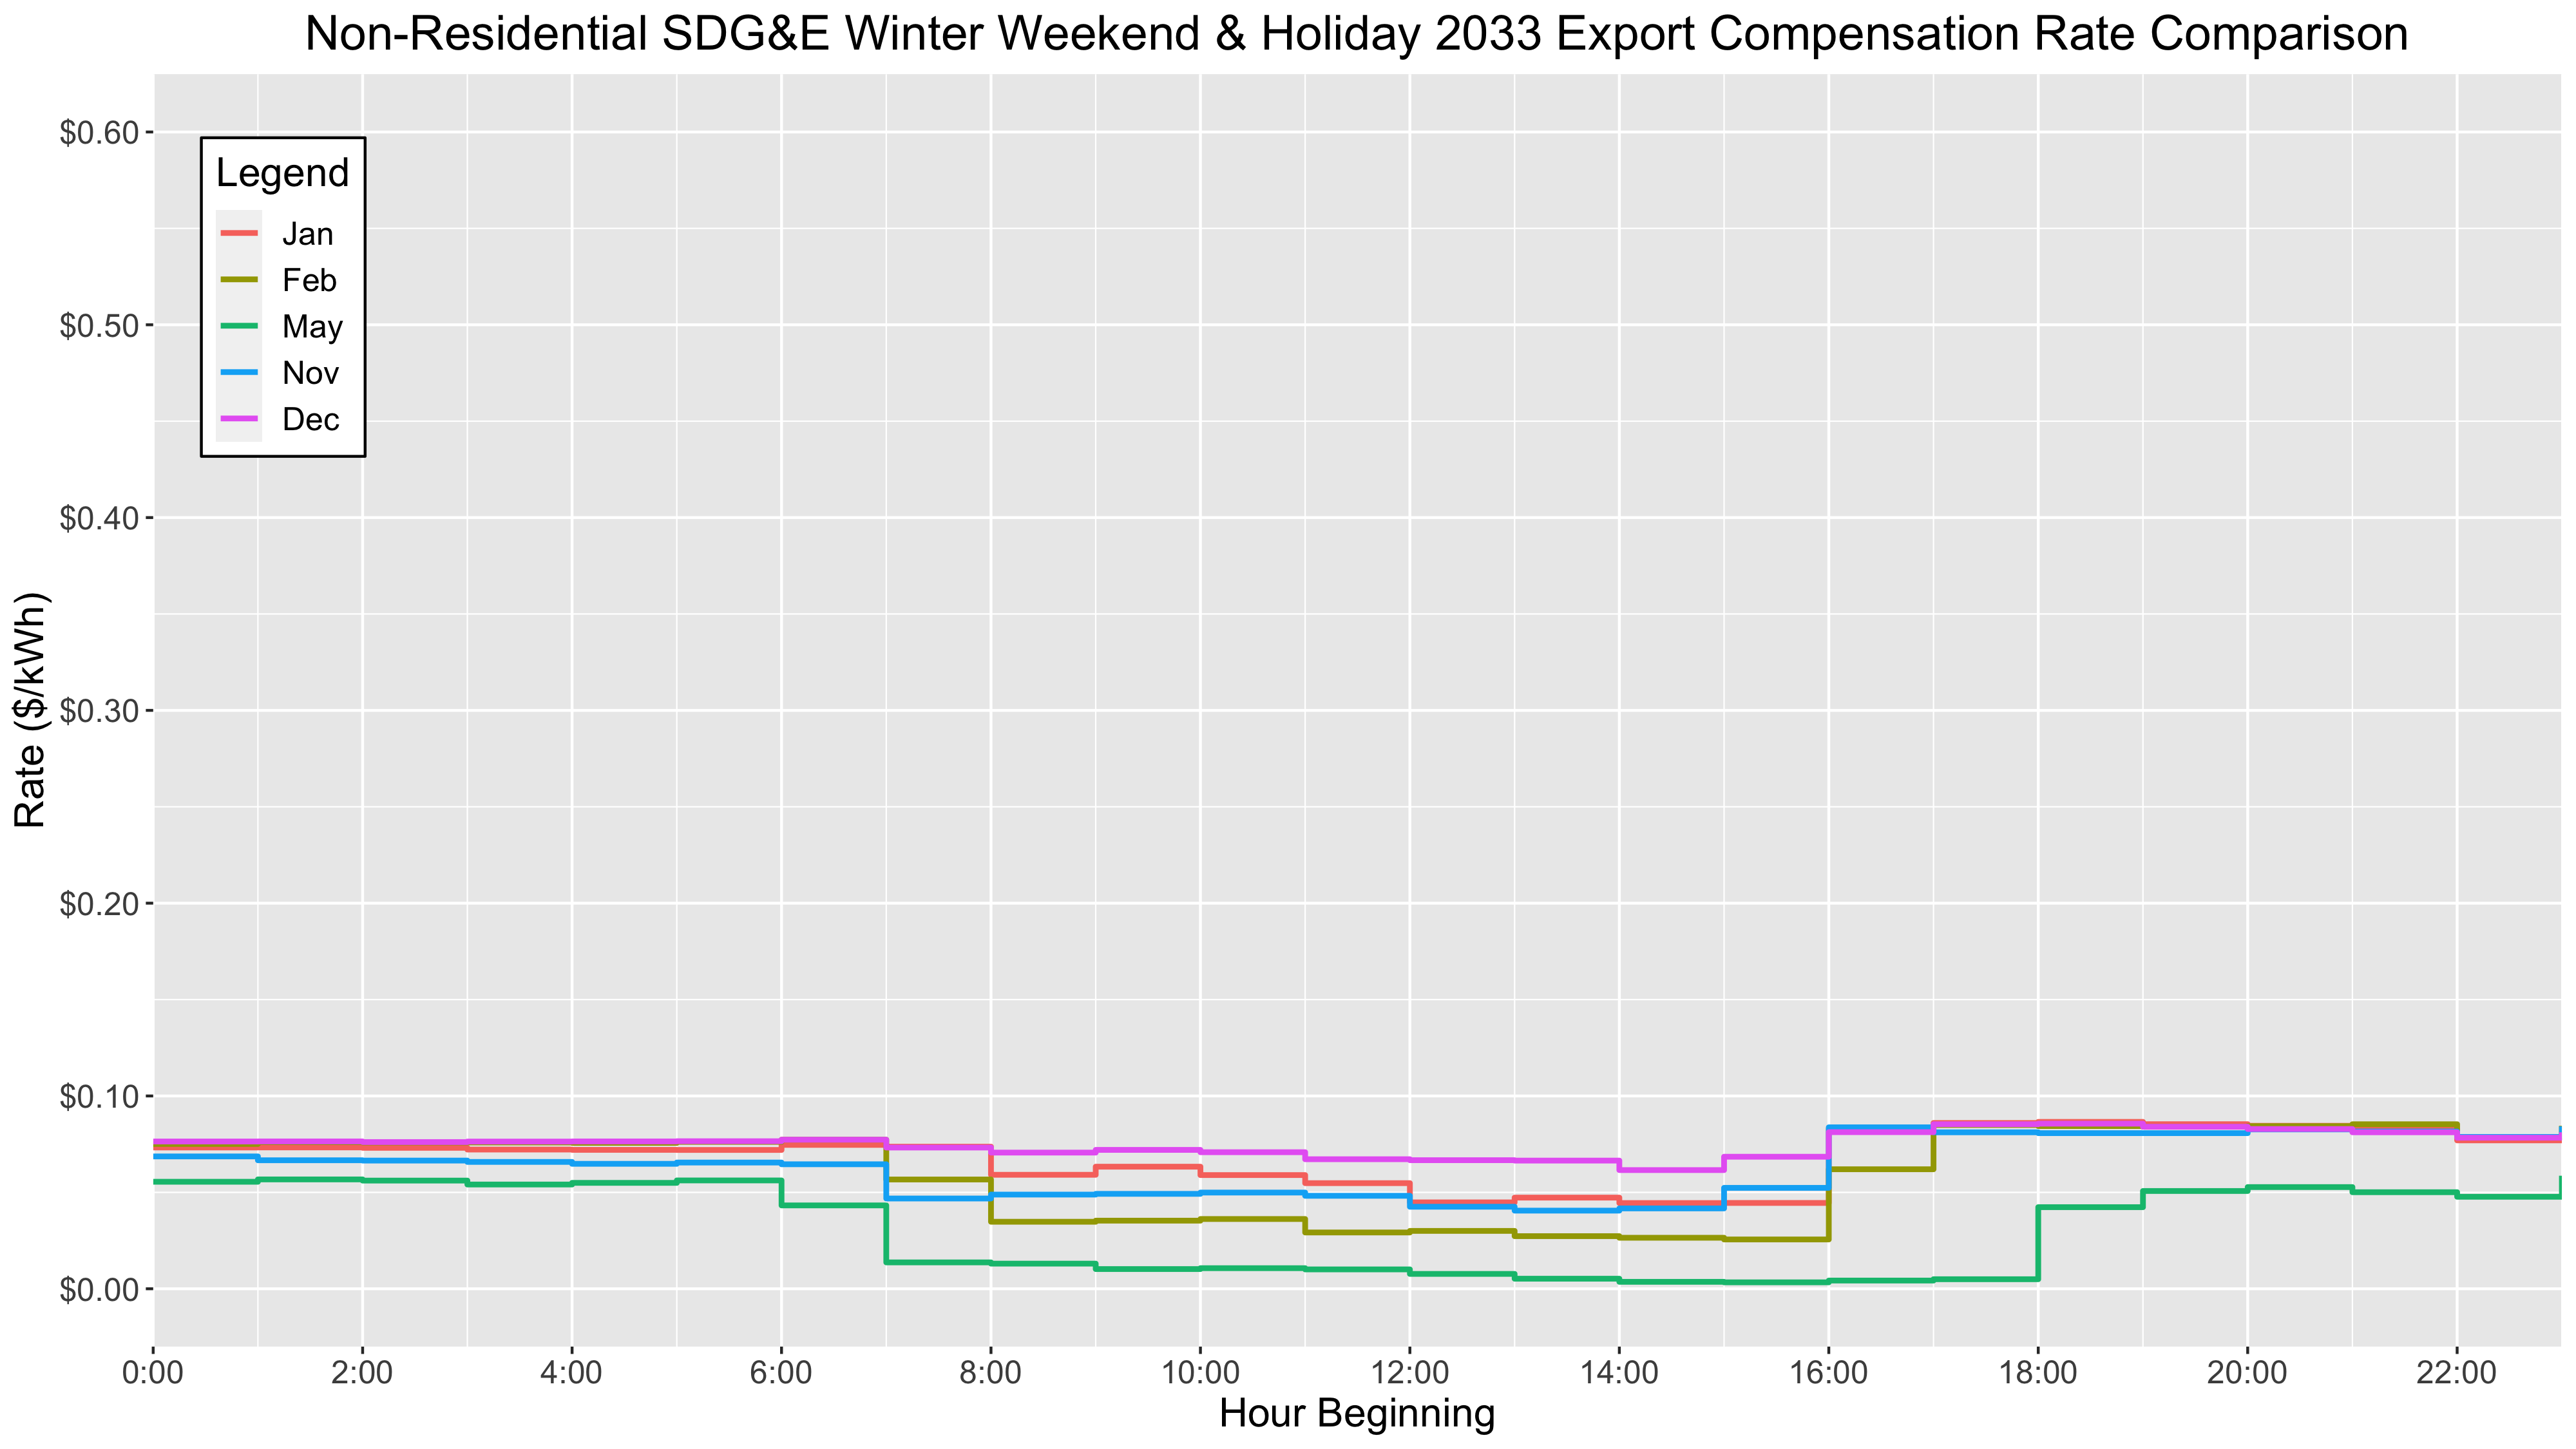 Non-Residential SDG&E Winter Weekend & Holiday 2033 Export Compensation Rate Comparison
Legend
Jan
Feb
May
Nov
Dec
Rate ($/kWh)
$0.60
$0.50
$0.40
$0.30
$0.20
$0.10
$0.00
0:00 2:00 4:00 6:00 8:00 10:00 12:00 14:00 16:00 18:00 20:00 22:00
Hour Beginning